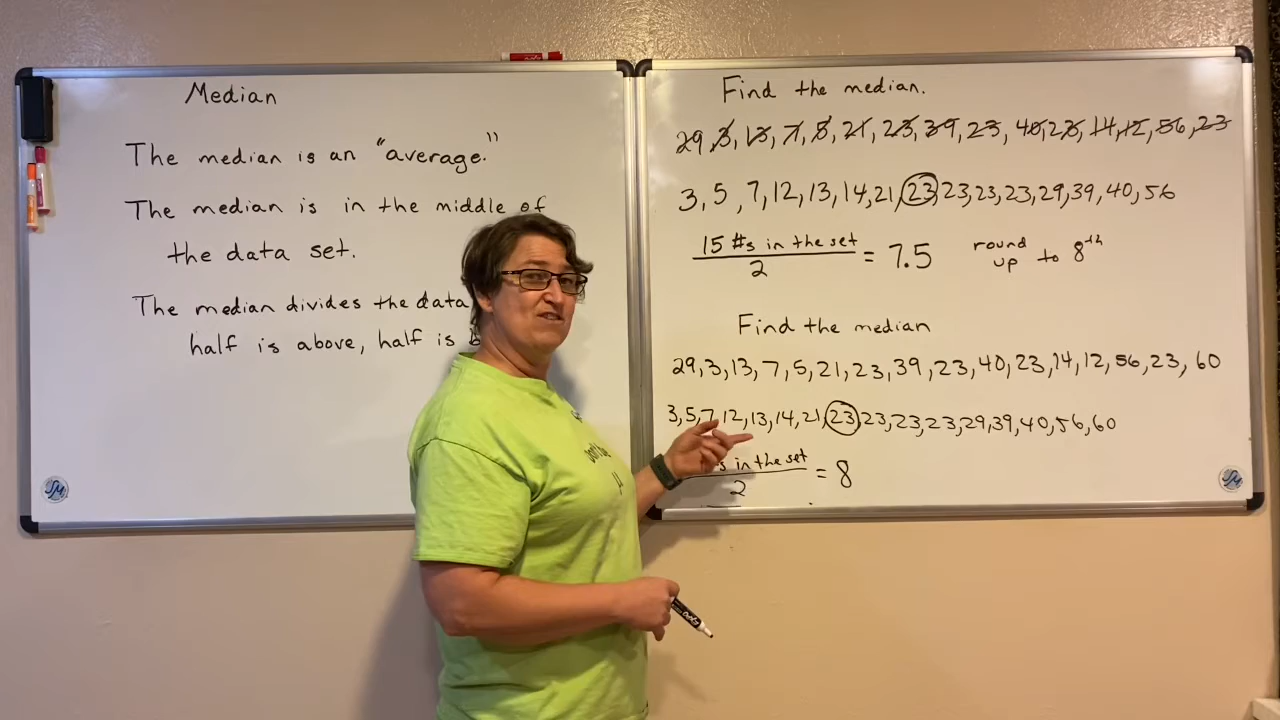 Median
The median is an "average."
The median is in the middle of
the data set.
The median divides the data
half is above, half is
Find the median.
29, 3, 13, 7, 5, 21, 23, 39, 23, 40, 23, 14, 12, 56, 23
3, 5, 7, 12, 13, 14, 21, 23, 23, 23, 23, 29, 39, 40, 56
15 #s in the set
2
= 7.5
round
up to 8th
Find the median
29, 3, 13, 7, 5, 21, 23, 39, 23, 40, 23, 14, 12, 56, 23, 60
3, 5, 7, 12, 13, 14, 21, 23, 23, 23, 23, 29, 39, 40, 56, 60
in the set
2
= 8
SM
SM